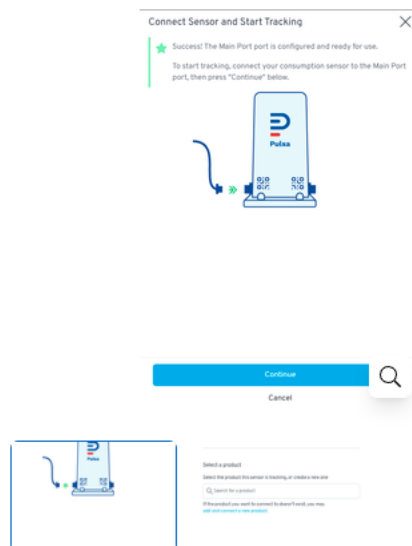 Connect Sensor and Start Tracking
Success! The Main Port port is configured and ready for use.
To start tracking, connect your consumption sensor to the Main Port
port, then press "Continue" below.
Pulsa
Continue
Cancel
Pulsa
Select a product
Select the product this sensor is tracking, or create a new one
Search for a product
If the product you want to connect to doesn't exist, you may
add and connect a new product.